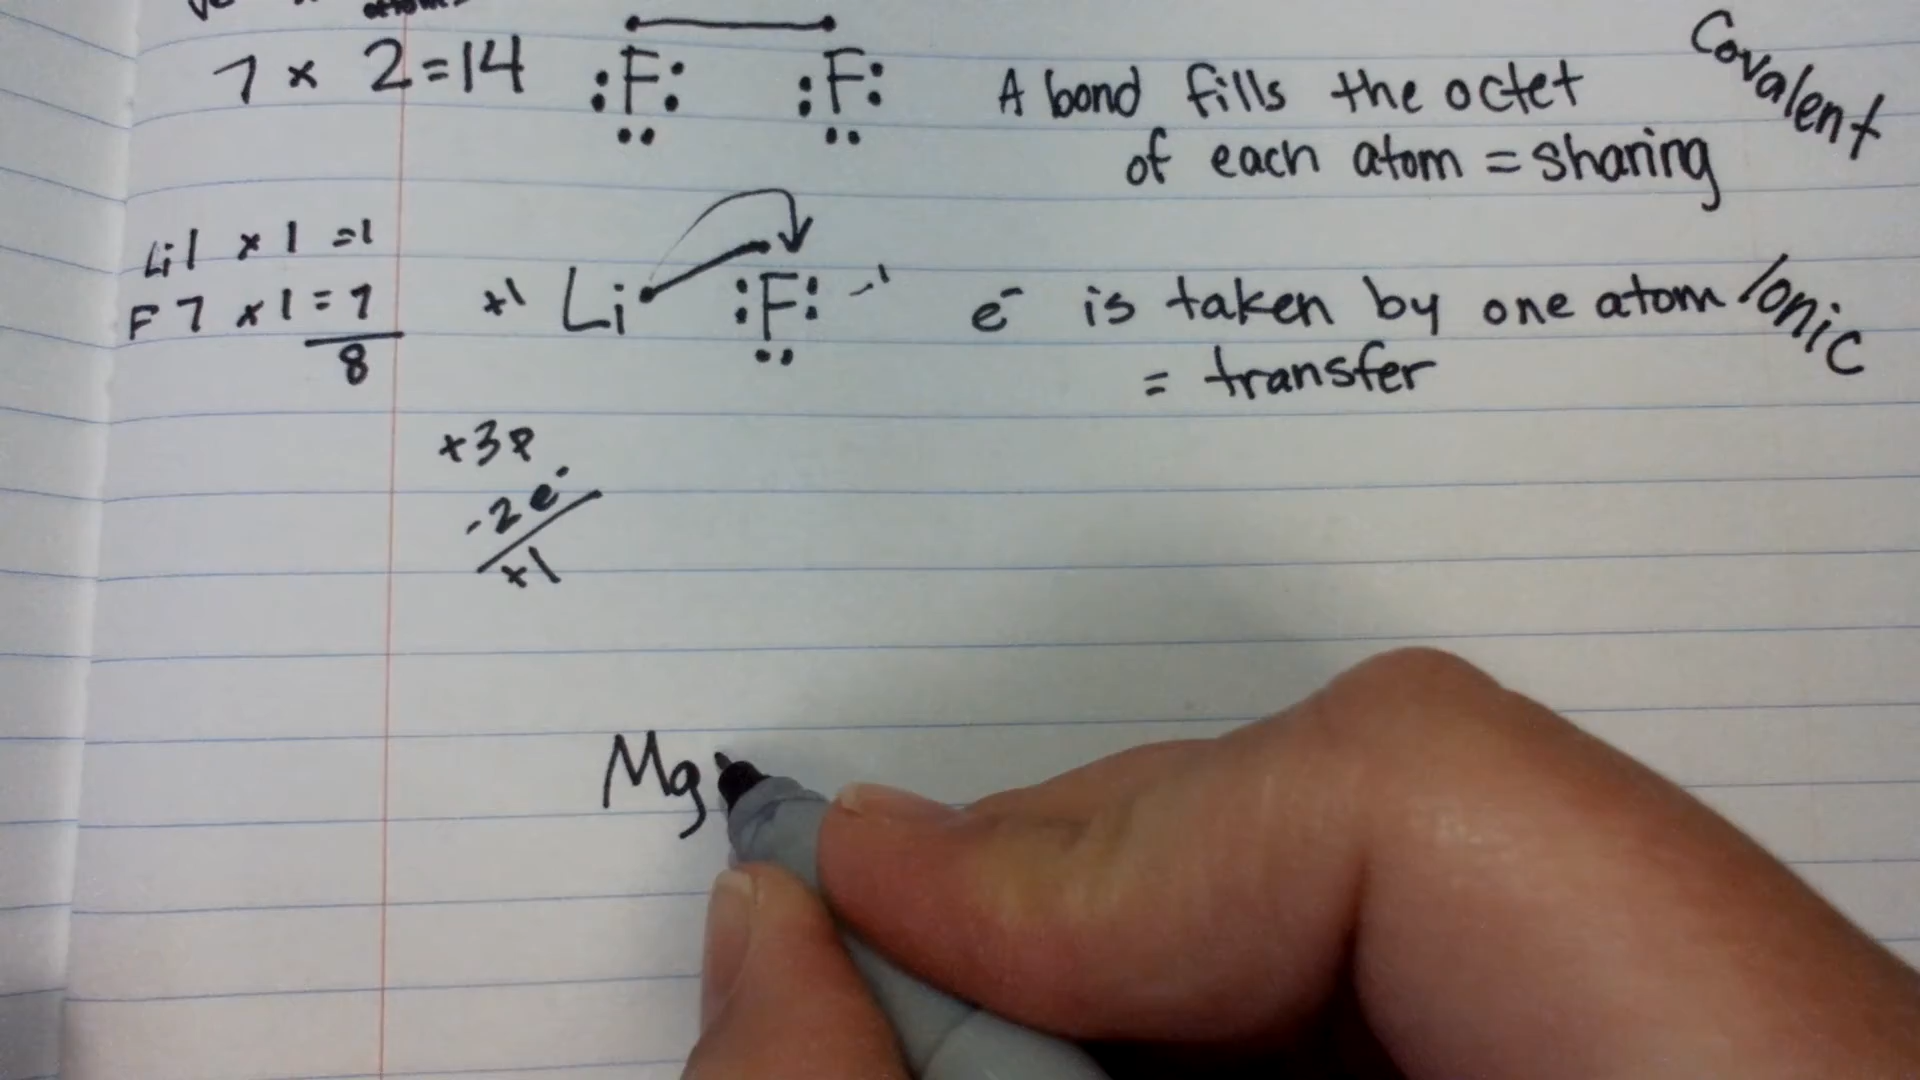 7 x 2=14 :F: :F: A bond fills the octet
of each atom = sharing
Covalent
Li 1 x 1 =1
F 7 x 1 = 7
8
+1 Li :F: -1
e⁻ is taken by one atom
= transfer
Ionic
+3p
-2e⁻
+1
Mg